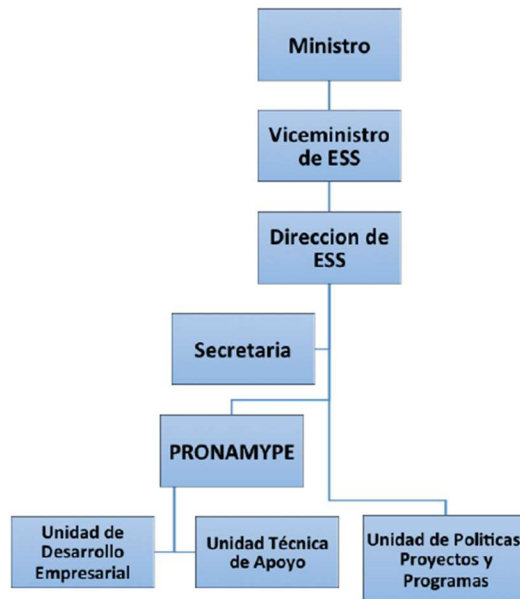 Ministro
Viceministro
de ESS
Direccion de
ESS
Secretaria
PRONAMYPE
Unidad de
Desarrollo
Empresarial
Unidad Técnica
de Apoyo
Unidad de Politicas
Proyectos y
Programas